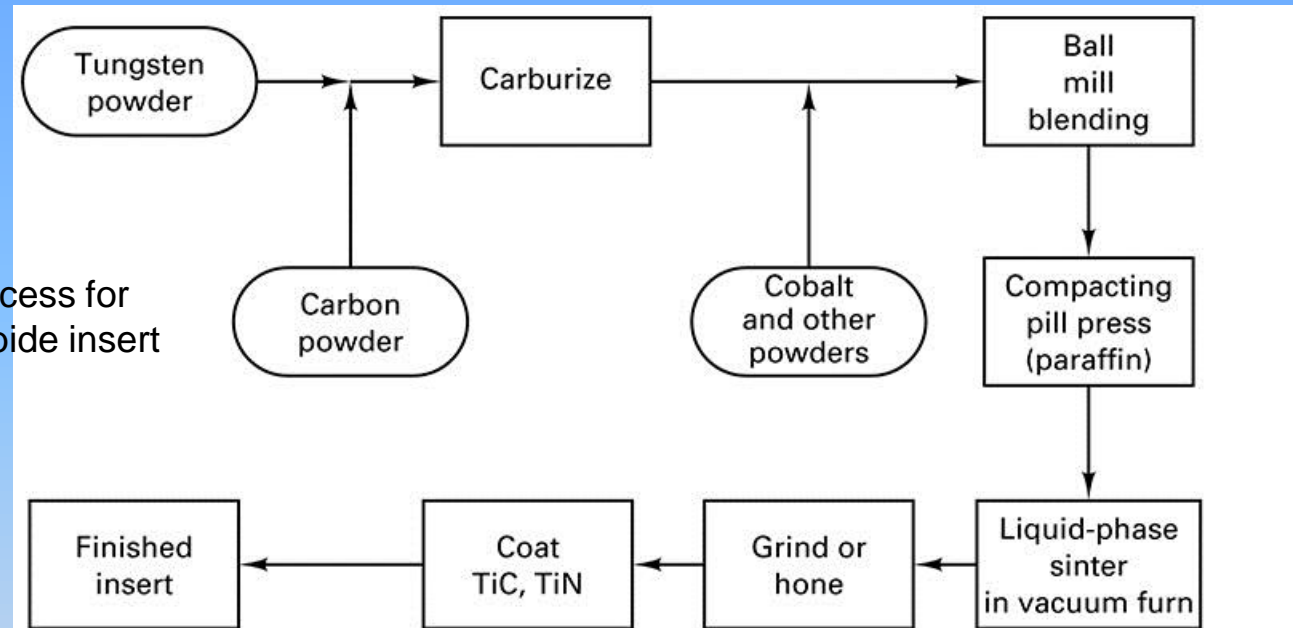 Tungsten
powder
Carburize
Ball
mill
blending
Carbon
powder
Cobalt
and other
powders
cess for
ide insert
Compacting
pill press
(paraffin)
Liquid-phase
sinter
in vacuum furn
Grind or
hone
Coat
TiC, TiN
Finished
insert